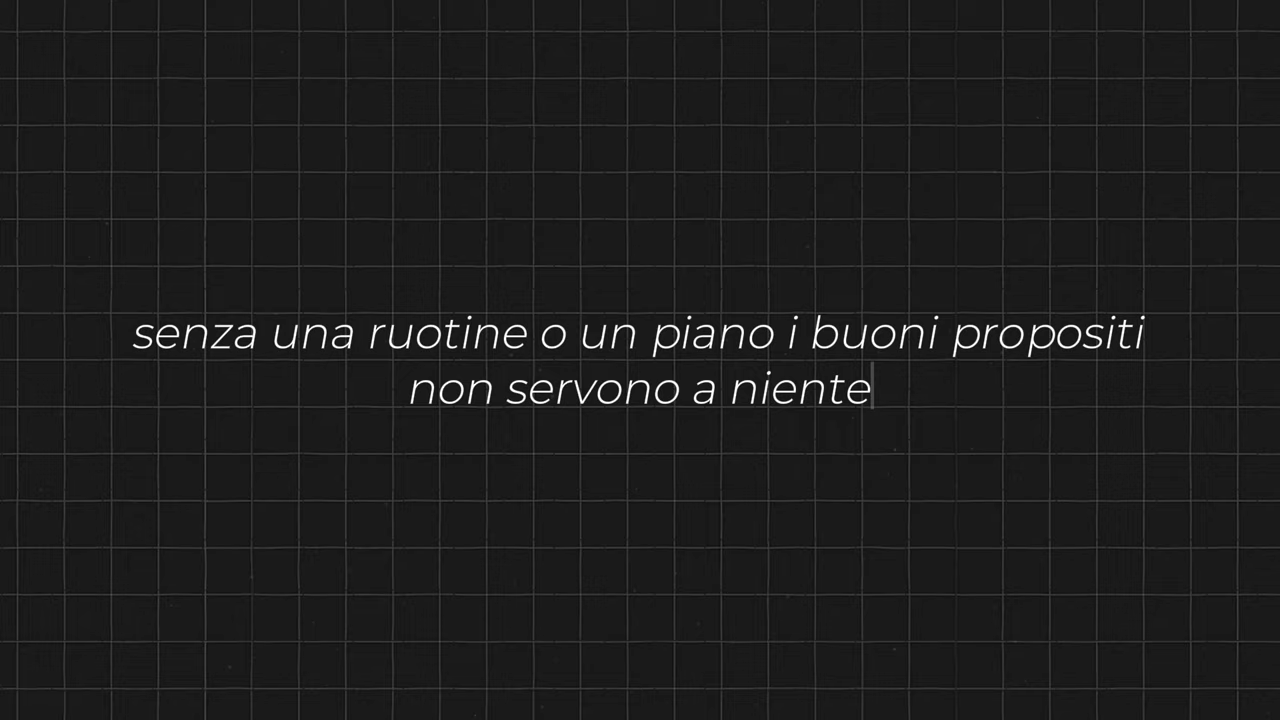 senza una ruotine o un piano i buoni propositi
non servono a niente